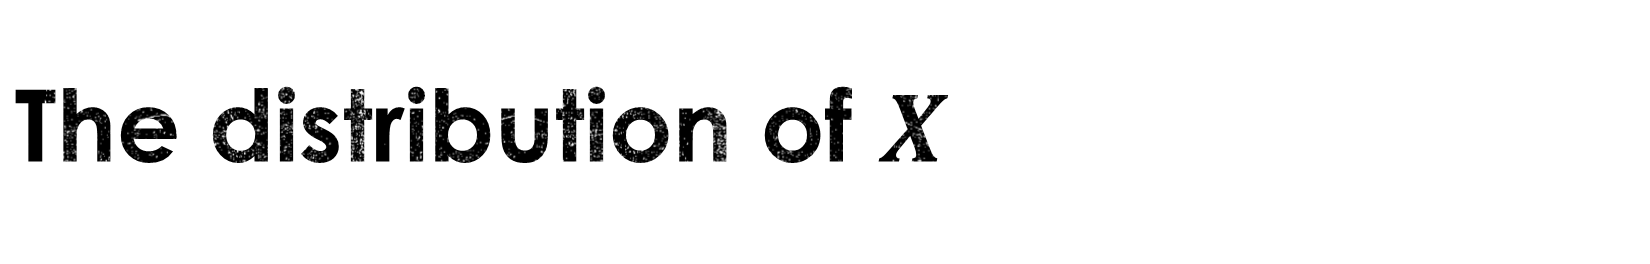 The distribution of X